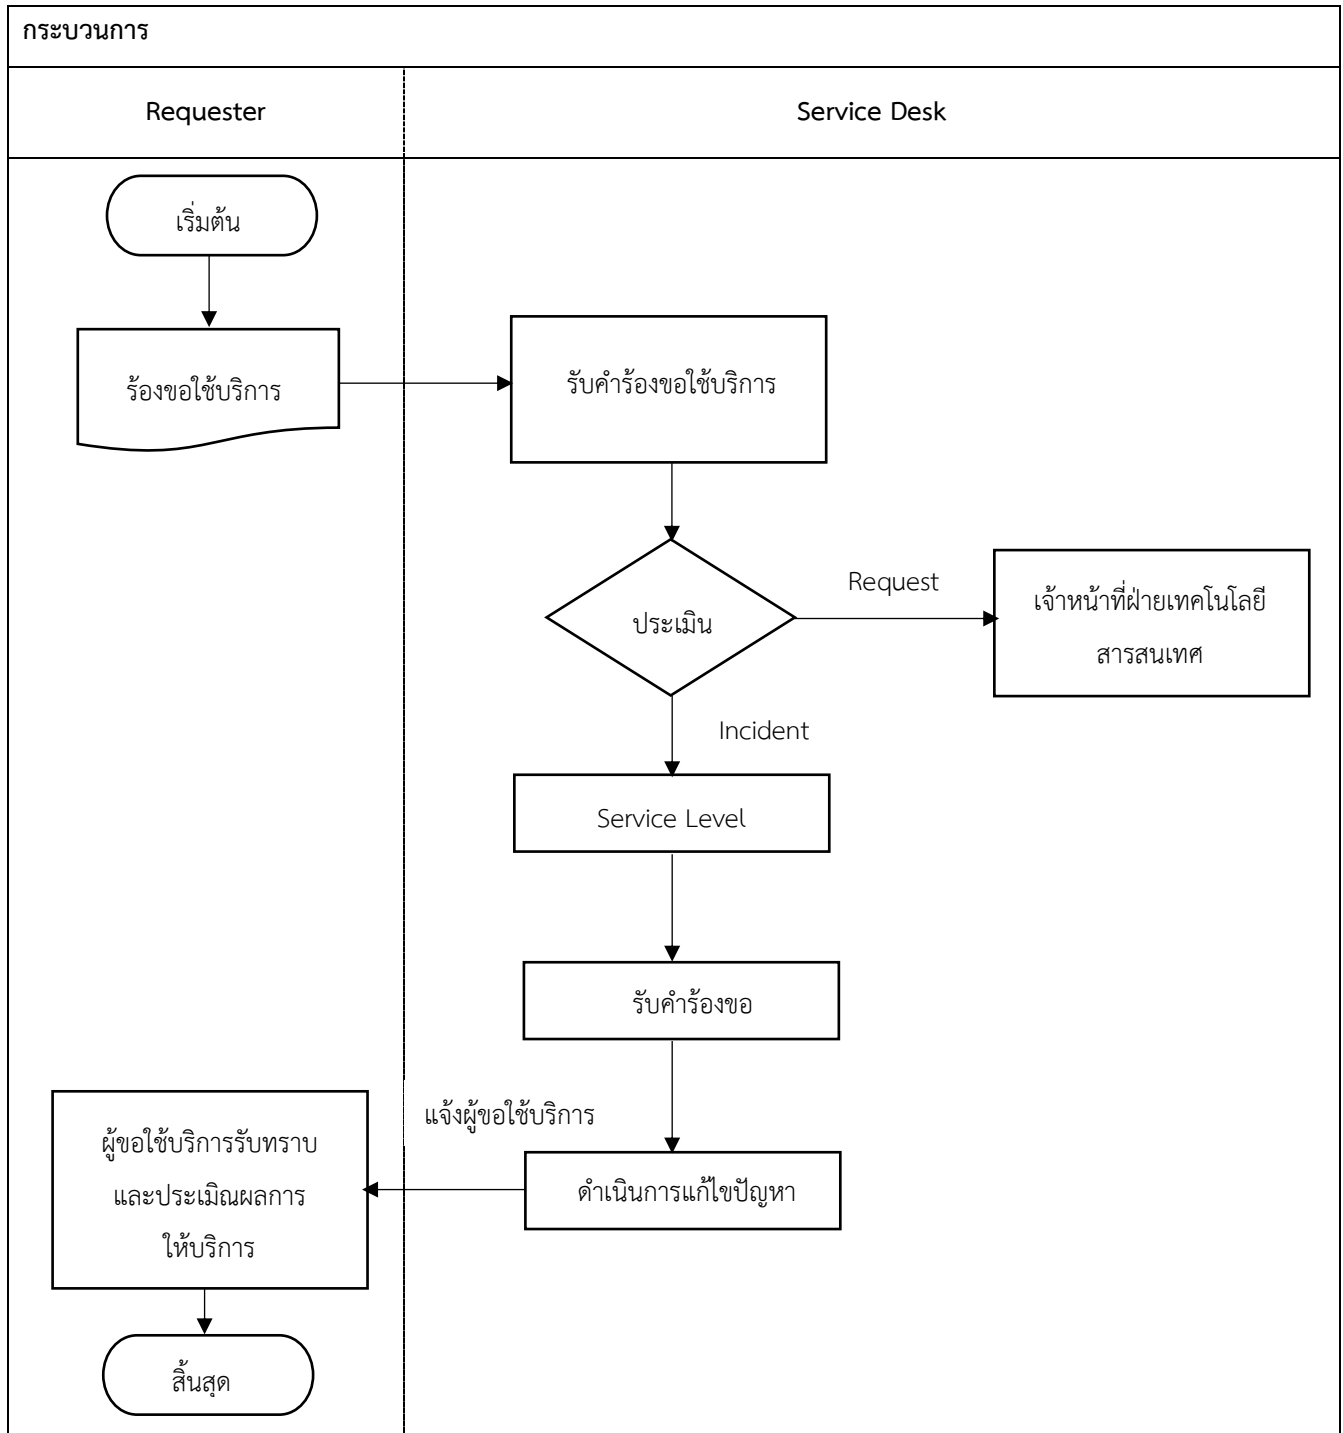 กระบวนการ
Requester
Service Desk
เริ่มต้น
ร้องขอใช้บริการ
รับคำร้องขอใช้บริการ
ประเมิน
Request
เจ้าหน้าที่ฝ่ายเทคโนโลยี
สารสนเทศ
Incident
Service Level
รับคำร้องขอ
แจ้งผู้ขอใช้บริการ
ดำเนินการแก้ไขปัญหา
ผู้ขอใช้บริการรับทราบ
และประเมิณผลการ
ให้บริการ
สิ้นสุด